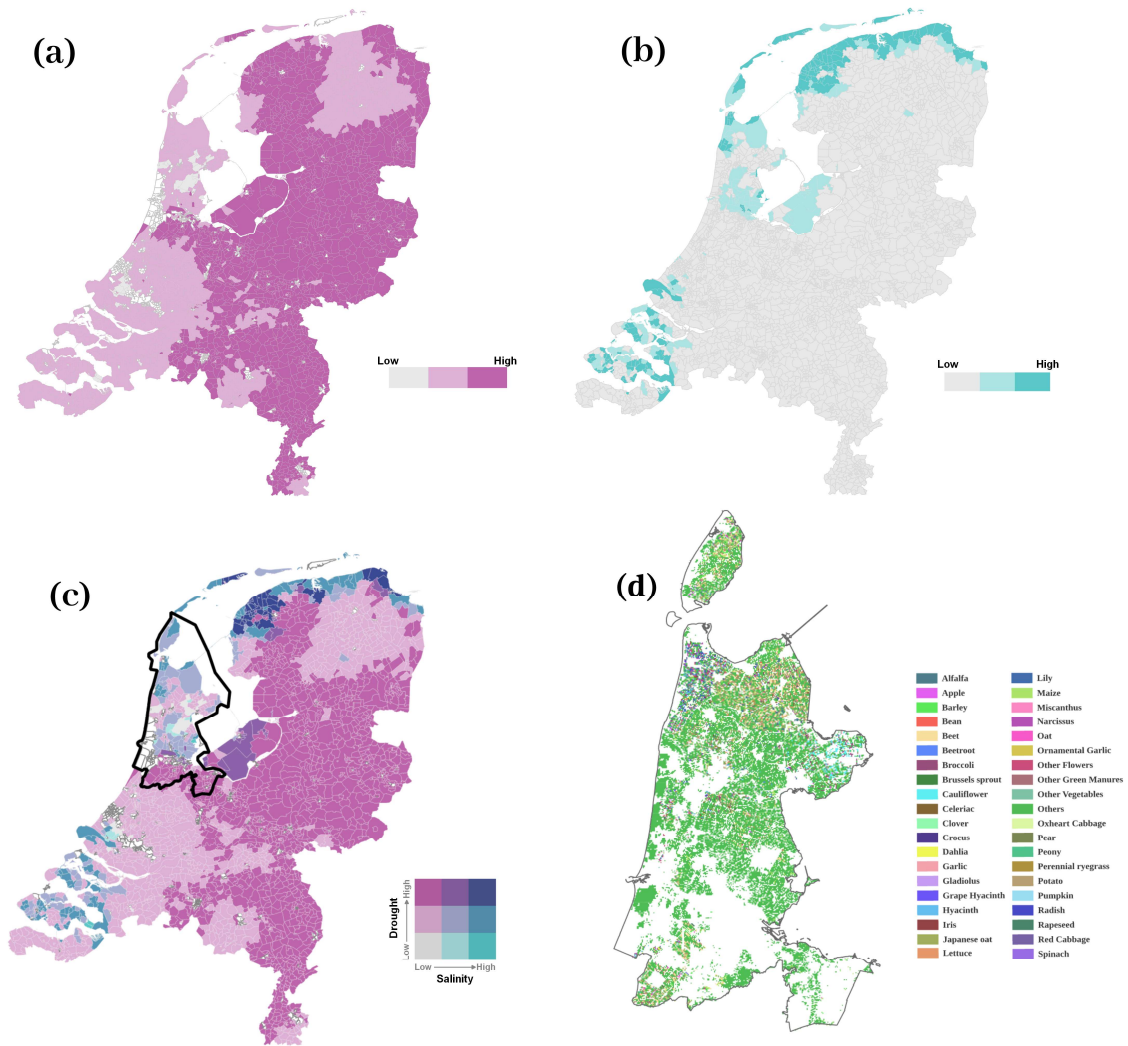 (a)
Low High
(b)
Low High
(c)
Drought
High
Low
Low High
Salinity
(d)
Alfalfa
Apple
Barley
Bean
Beet
Beetroot
Broccoli
Brussels sprout
Cauliflower
Celeriac
Clover
Crocus
Dahlia
Garlic
Gladiolus
Grape Hyacinth
Hyacinth
Iris
Japanese oat
Lettuce
Lily
Maize
Miscanthus
Narcissus
Oat
Ornamental Garlic
Other Flowers
Other Green Manures
Other Vegetables
Others
Oxheart Cabbage
Pear
Peony
Perennial ryegrass
Potato
Pumpkin
Radish
Rapeseed
Red Cabbage
Spinach